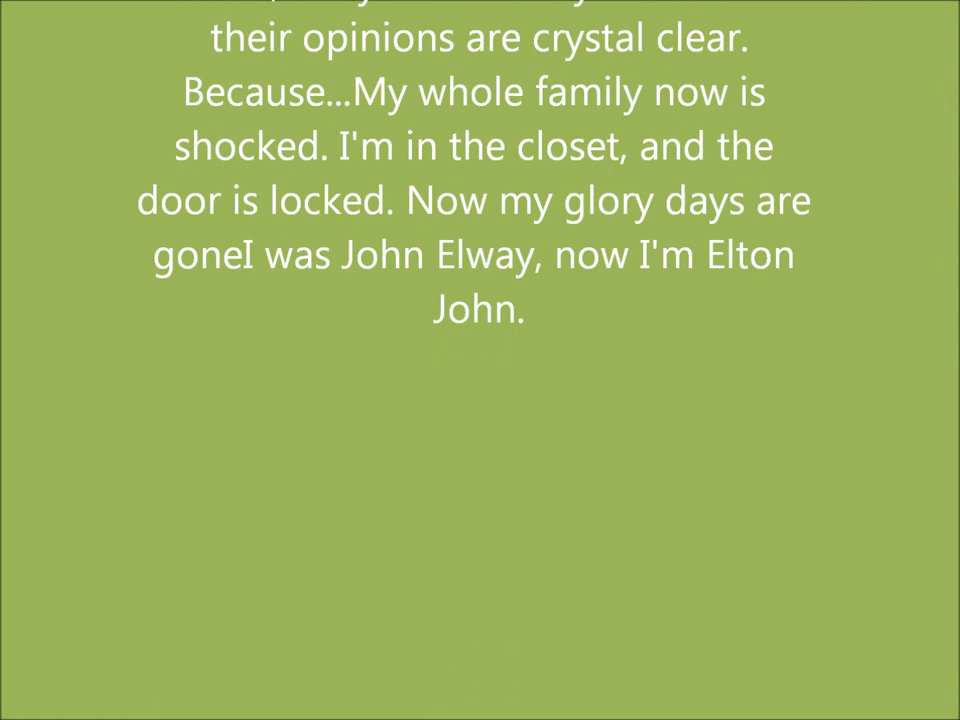 their opinions are crystal clear.
Because...My whole family now is
shocked. I'm in the closet, and the
door is locked. Now my glory days are
goneI was John Elway, now I'm Elton
John.